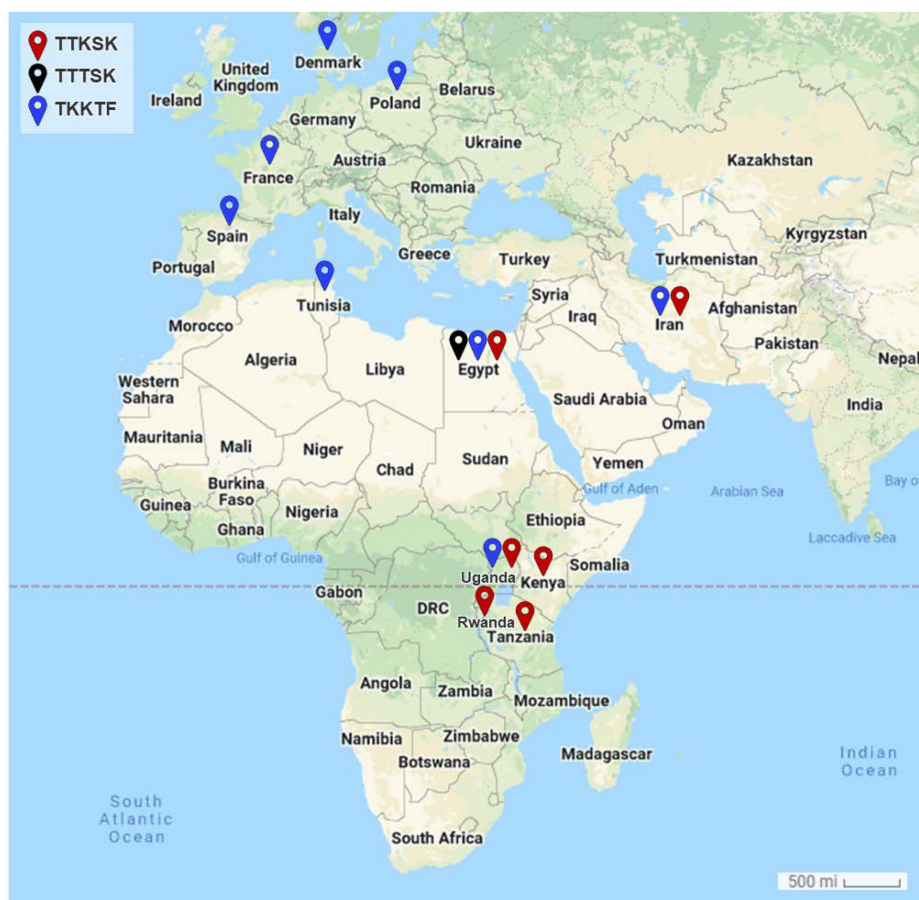 TTKSK
TTTSK
TKKTF
Denmark
United
Kingdom
Ireland
Poland
Belarus
Germany
Ukraine
Kazakhstan
Austria
France
Romania
Italy
Spain
Kyrgyzstan
Greece
Turkey
Turkmenistan
Portugal
Syria
Tunisia
Afghanistan
Iraq
Iran
Morocco
Pakistan
Nepal
Algeria
Libya
Egypt
Western
Sahara
Saudi Arabia
India
Oman
Mauritania
Mali
Niger
Chad
Sudan
Yemen
Burkina
Faso
Gulf of Aden
Arabian Sea
Bay o
Guinea
Nigeria
Ethiopia
Ghana
Laccadive Sea
Gulf of Guinea
Somalia
Uganda
Kenya
Gabon
DRC
Rwanda
Tanzania
Angola
Zambia
Mozambique
Namibia
Zimbabwe
Botswana
Madagascar
Indian
Ocean
South
Atlantic
Ocean
South Africa
500 mi